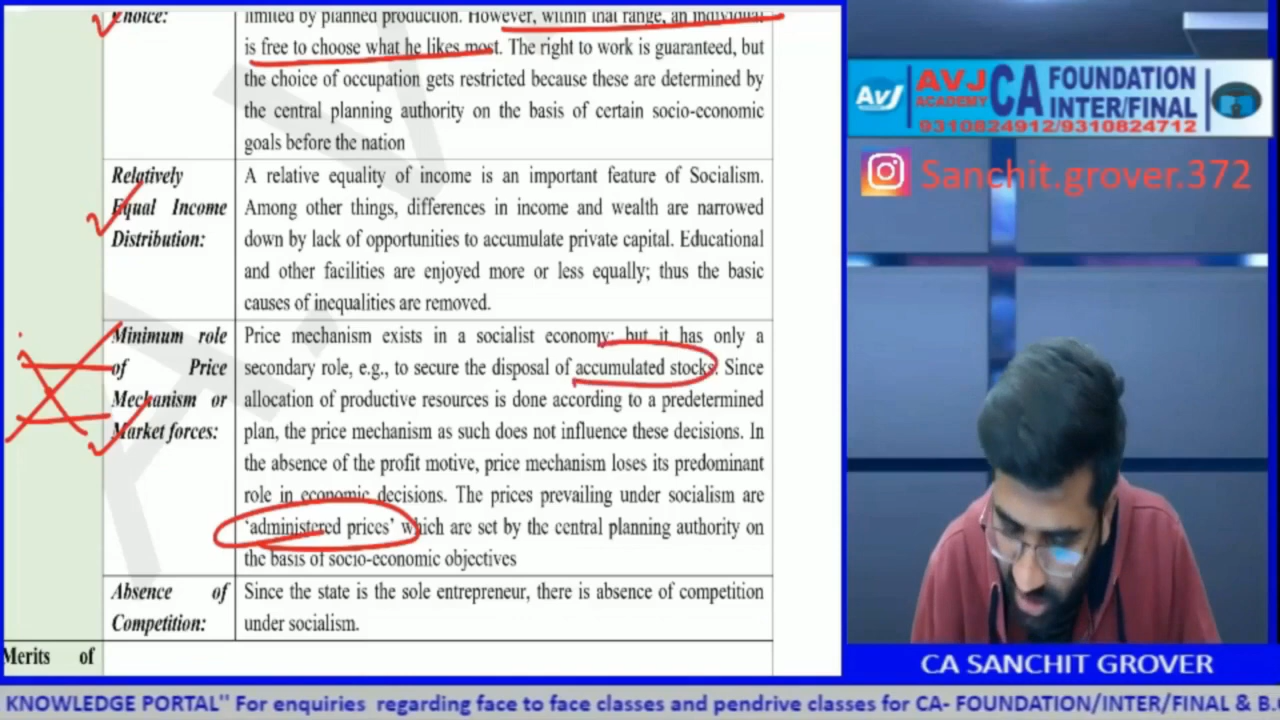 Choice:
limited by planned production. However, within that range, an individual
is free to choose what he likes most. The right to work is guaranteed, but
the choice of occupation gets restricted because these are determined by
the central planning authority on the basis of certain socio-economic
goals before the nation
Relatively
Equal Income
Distribution:
A relative equality of income is an important feature of Socialism.
Among other things, differences in income and wealth are narrowed
down by lack of opportunities to accumulate private capital. Educational
and other facilities are enjoyed more or less equally; thus the basic
causes of inequalities are removed.
Minimum role
of Price
Mechanism or
Market forces:
Price mechanism exists in a socialist economy; but it has only a
secondary role, e.g., to secure the disposal of accumulated stocks. Since
allocation of productive resources is done according to a predetermined
plan, the price mechanism as such does not influence these decisions. In
the absence of the profit motive, price mechanism loses its predominant
role in economic decisions. The prices prevailing under socialism are
‘administered prices’ which are set by the central planning authority on
the basis of socio-economic objectives
Absence of
Competition:
Since the state is the sole entrepreneur, there is absence of competition
under socialism.
Merits of
AVJ
AVJ
ACADEMY
CA FOUNDATION
INTER/FINAL
9310824912/9310824712
Sanchit.grover.372
CA SANCHIT GROVER
KNOWLEDGE PORTAL" For enquiries regarding face to face classes and pendrive classes for CA- FOUNDATION/INTER/FINAL & B.